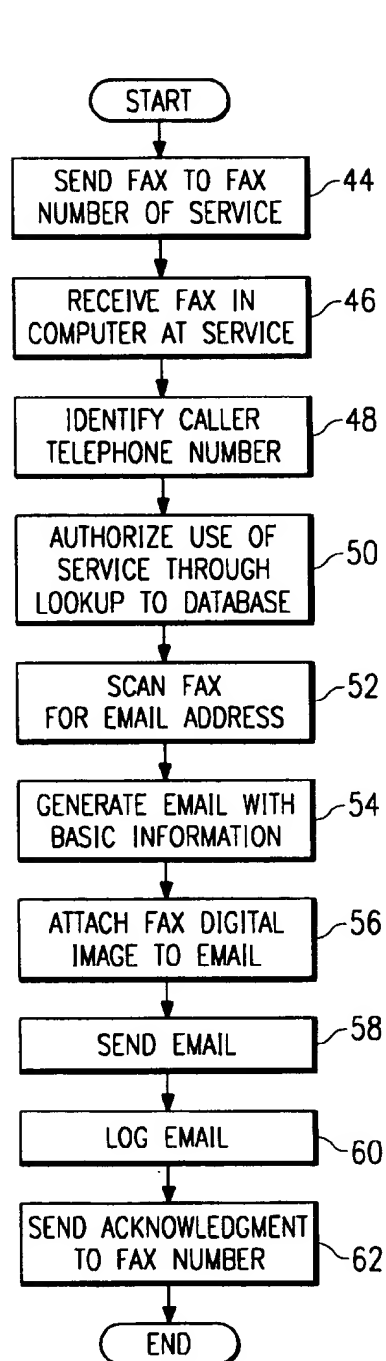 START
SEND FAX TO FAX
NUMBER OF SERVICE
44
RECEIVE FAX IN
COMPUTER AT SERVICE
46
IDENTIFY CALLER
TELEPHONE NUMBER
48
AUTHORIZE USE OF
SERVICE THROUGH
LOOKUP TO DATABASE
50
SCAN FAX
FOR EMAIL ADDRESS
52
GENERATE EMAIL WITH
BASIC INFORMATION
54
ATTACH FAX DIGITAL
IMAGE TO EMAIL
56
SEND EMAIL
58
LOG EMAIL
60
SEND ACKNOWLEDGMENT
TO FAX NUMBER
62
END